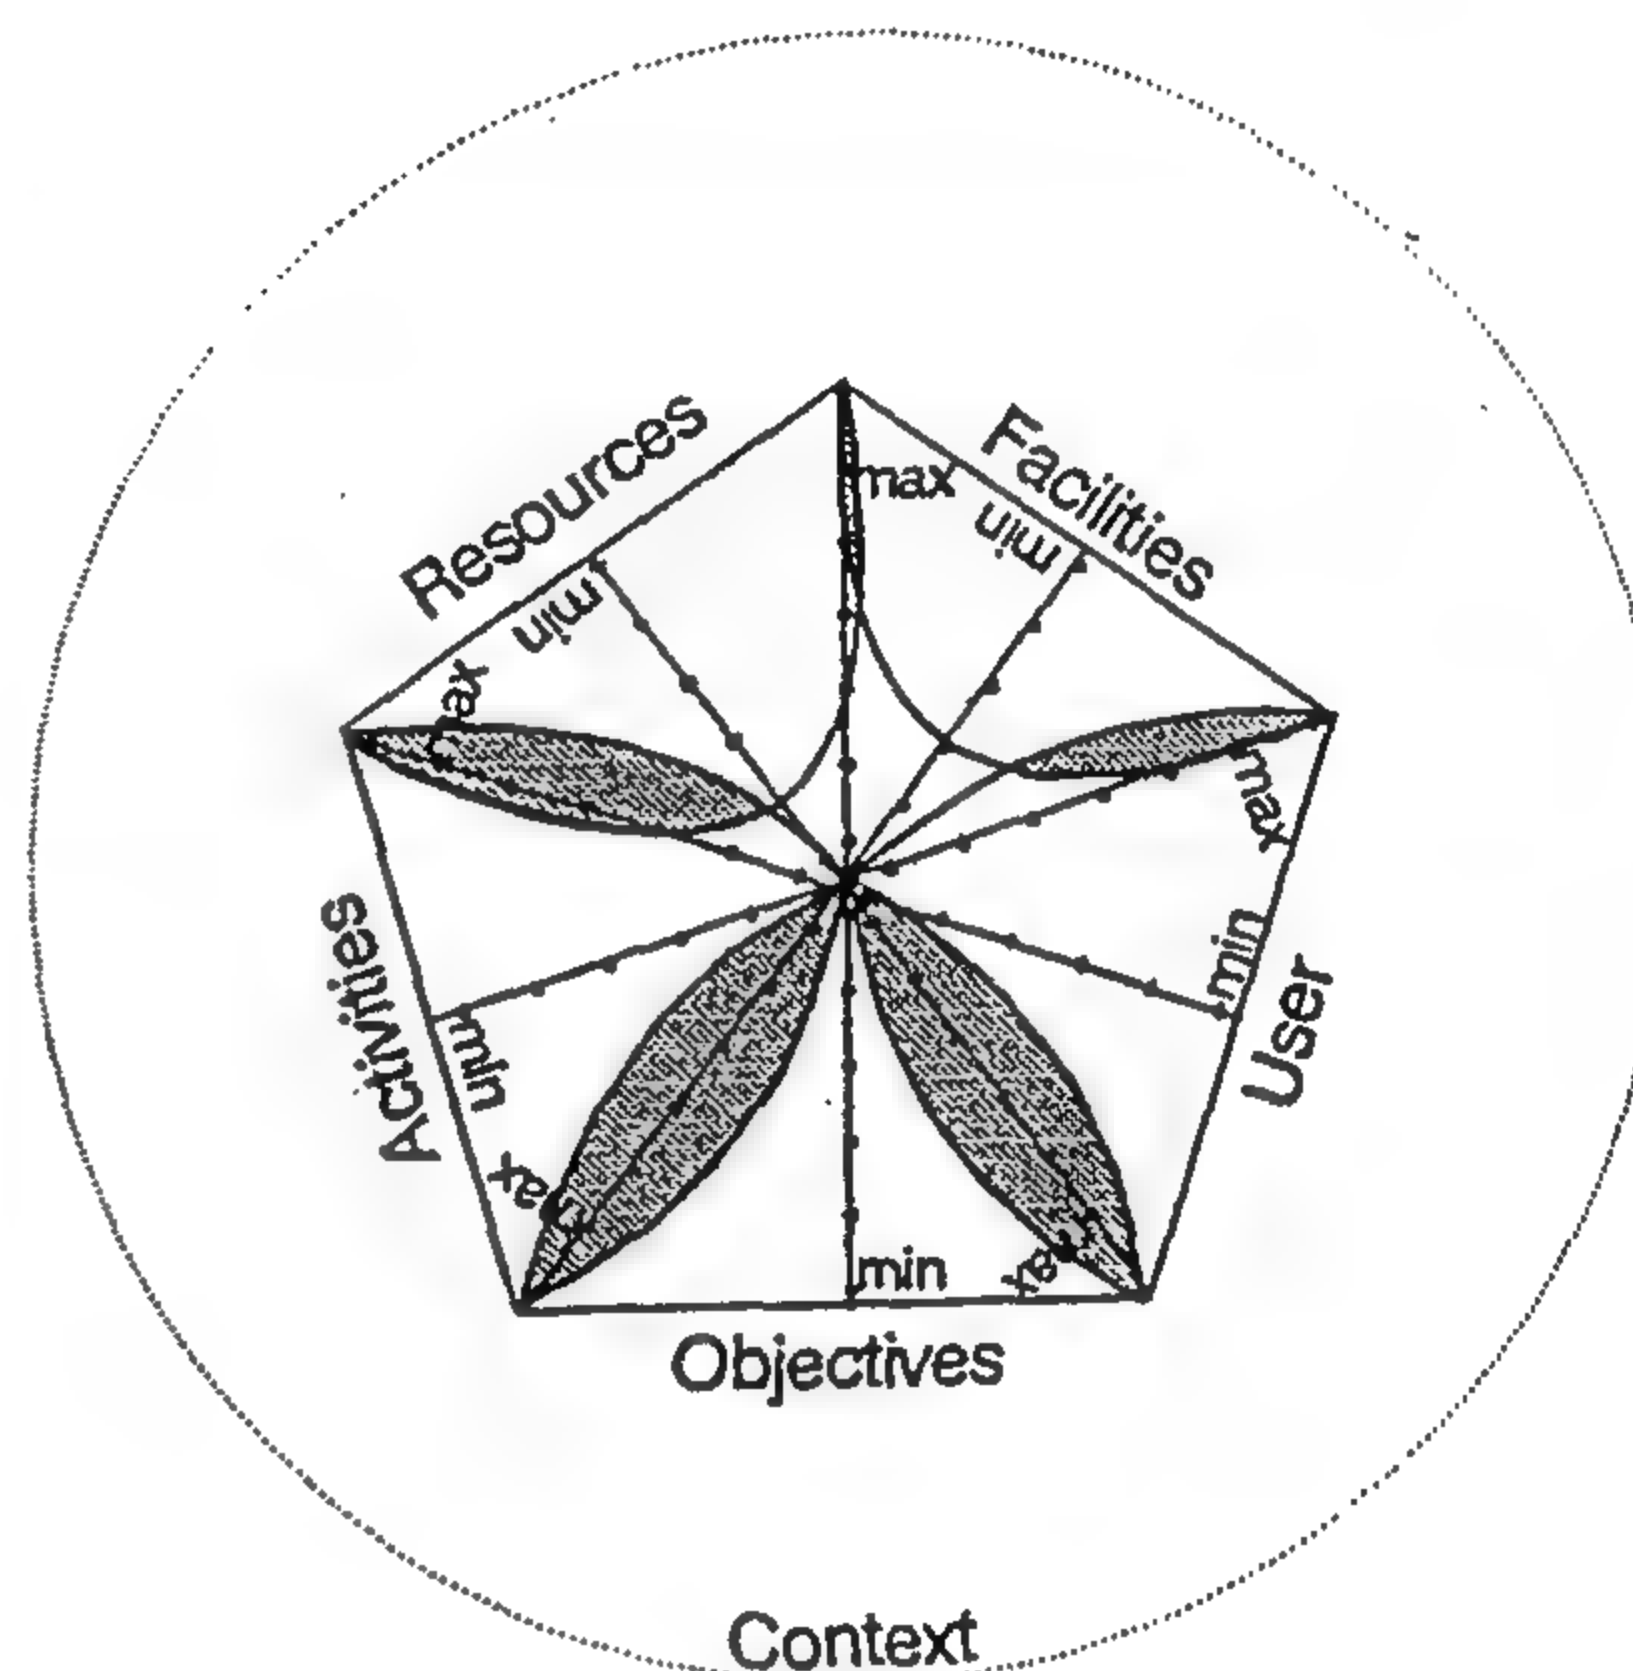 Resources
Facilities
max
min
min
max
max
Activities
min
min
User
max
min
max
Objectives
Context